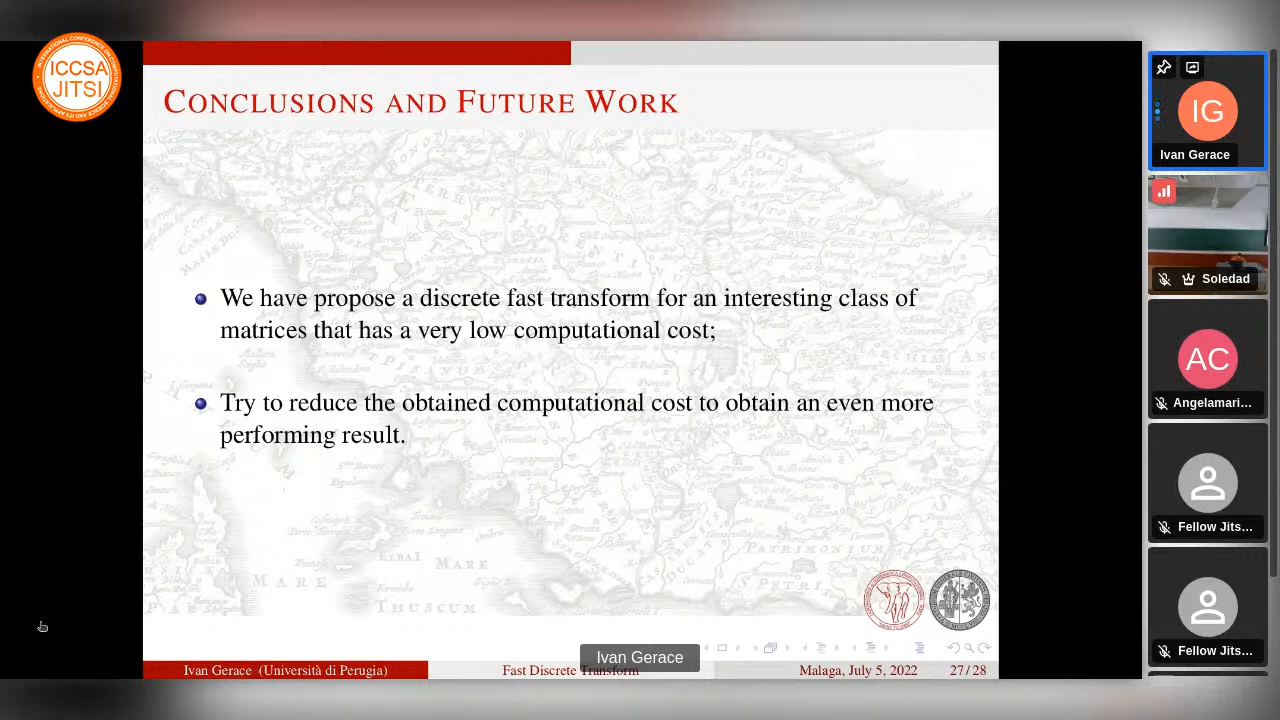 ICCSA
JITSI
CONCLUSIONS AND FUTURE WORK
We have propose a discrete fast transform for an interesting class of
matrices that has a very low computational cost;
Try to reduce the obtained computational cost to obtain an even more
performing result.
MARE
THUSCUM
Ivan Gerace (Università di Perugia)
Fast Discrete Transform
Malaga, July 5, 2022
27 / 28
Ivan Gerace
IG
Ivan Gerace
Soledad
AC
Angelamari...
Fellow Jits...
Fellow Jits...